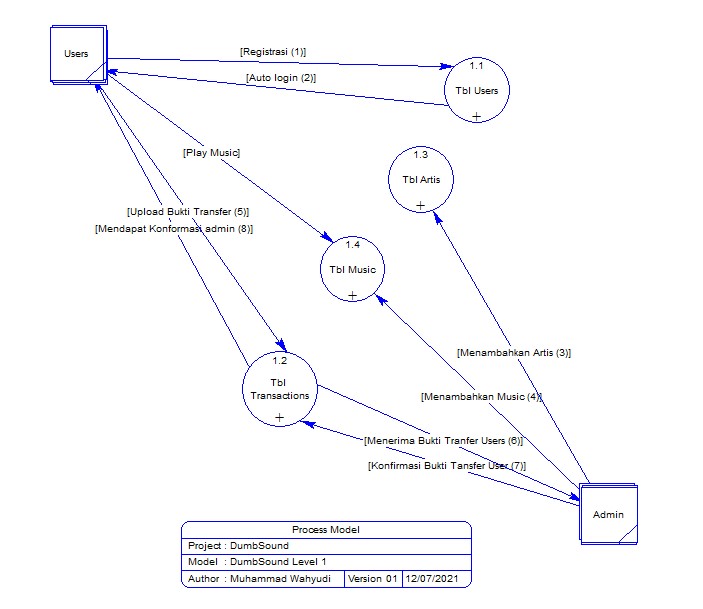 Users
[Registrasi (1)]
1.1
[Auto login (2)]
Tbl Users
+
[Play Music]
1.3
Tbl Artis
+
[Upload Bukti Transfer (5)]
[Mendapat Konformasi admin (8)]
1.4
Tbl Music
+
[Menambahkan Artis (3)]
1.2
Tbl
Transactions
+
[Menambahkan Music (4)]
[Menerima Bukti Tranfer Users (6)]
[Konfirmasi Bukti Tansfer User (7)]
Admin
Process Model
Project : DumbSound
Model : DumbSound Level 1
Author : Muhammad Wahyudi Version 01 12/07/2021